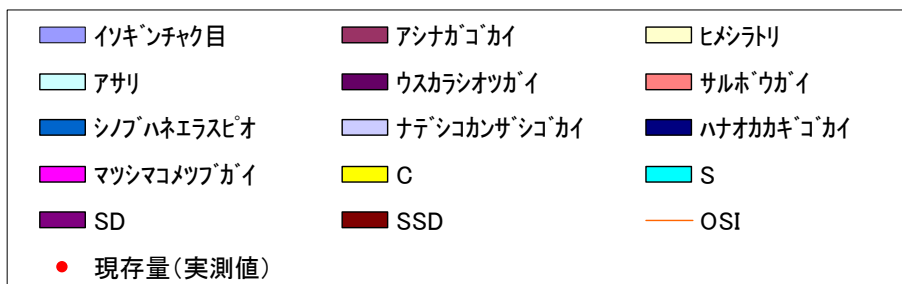 イソギンチャク目 アシナガゴカイ ヒメシラトリ
アサリ ウスカラシオツガイ サルボウガイ
シノブハネエラスピオ ナデシコカンザシゴカイ ハナオカカギゴカイ
マツシマコメツブガイ C S
SD SSD OSI
現存量(実測値)